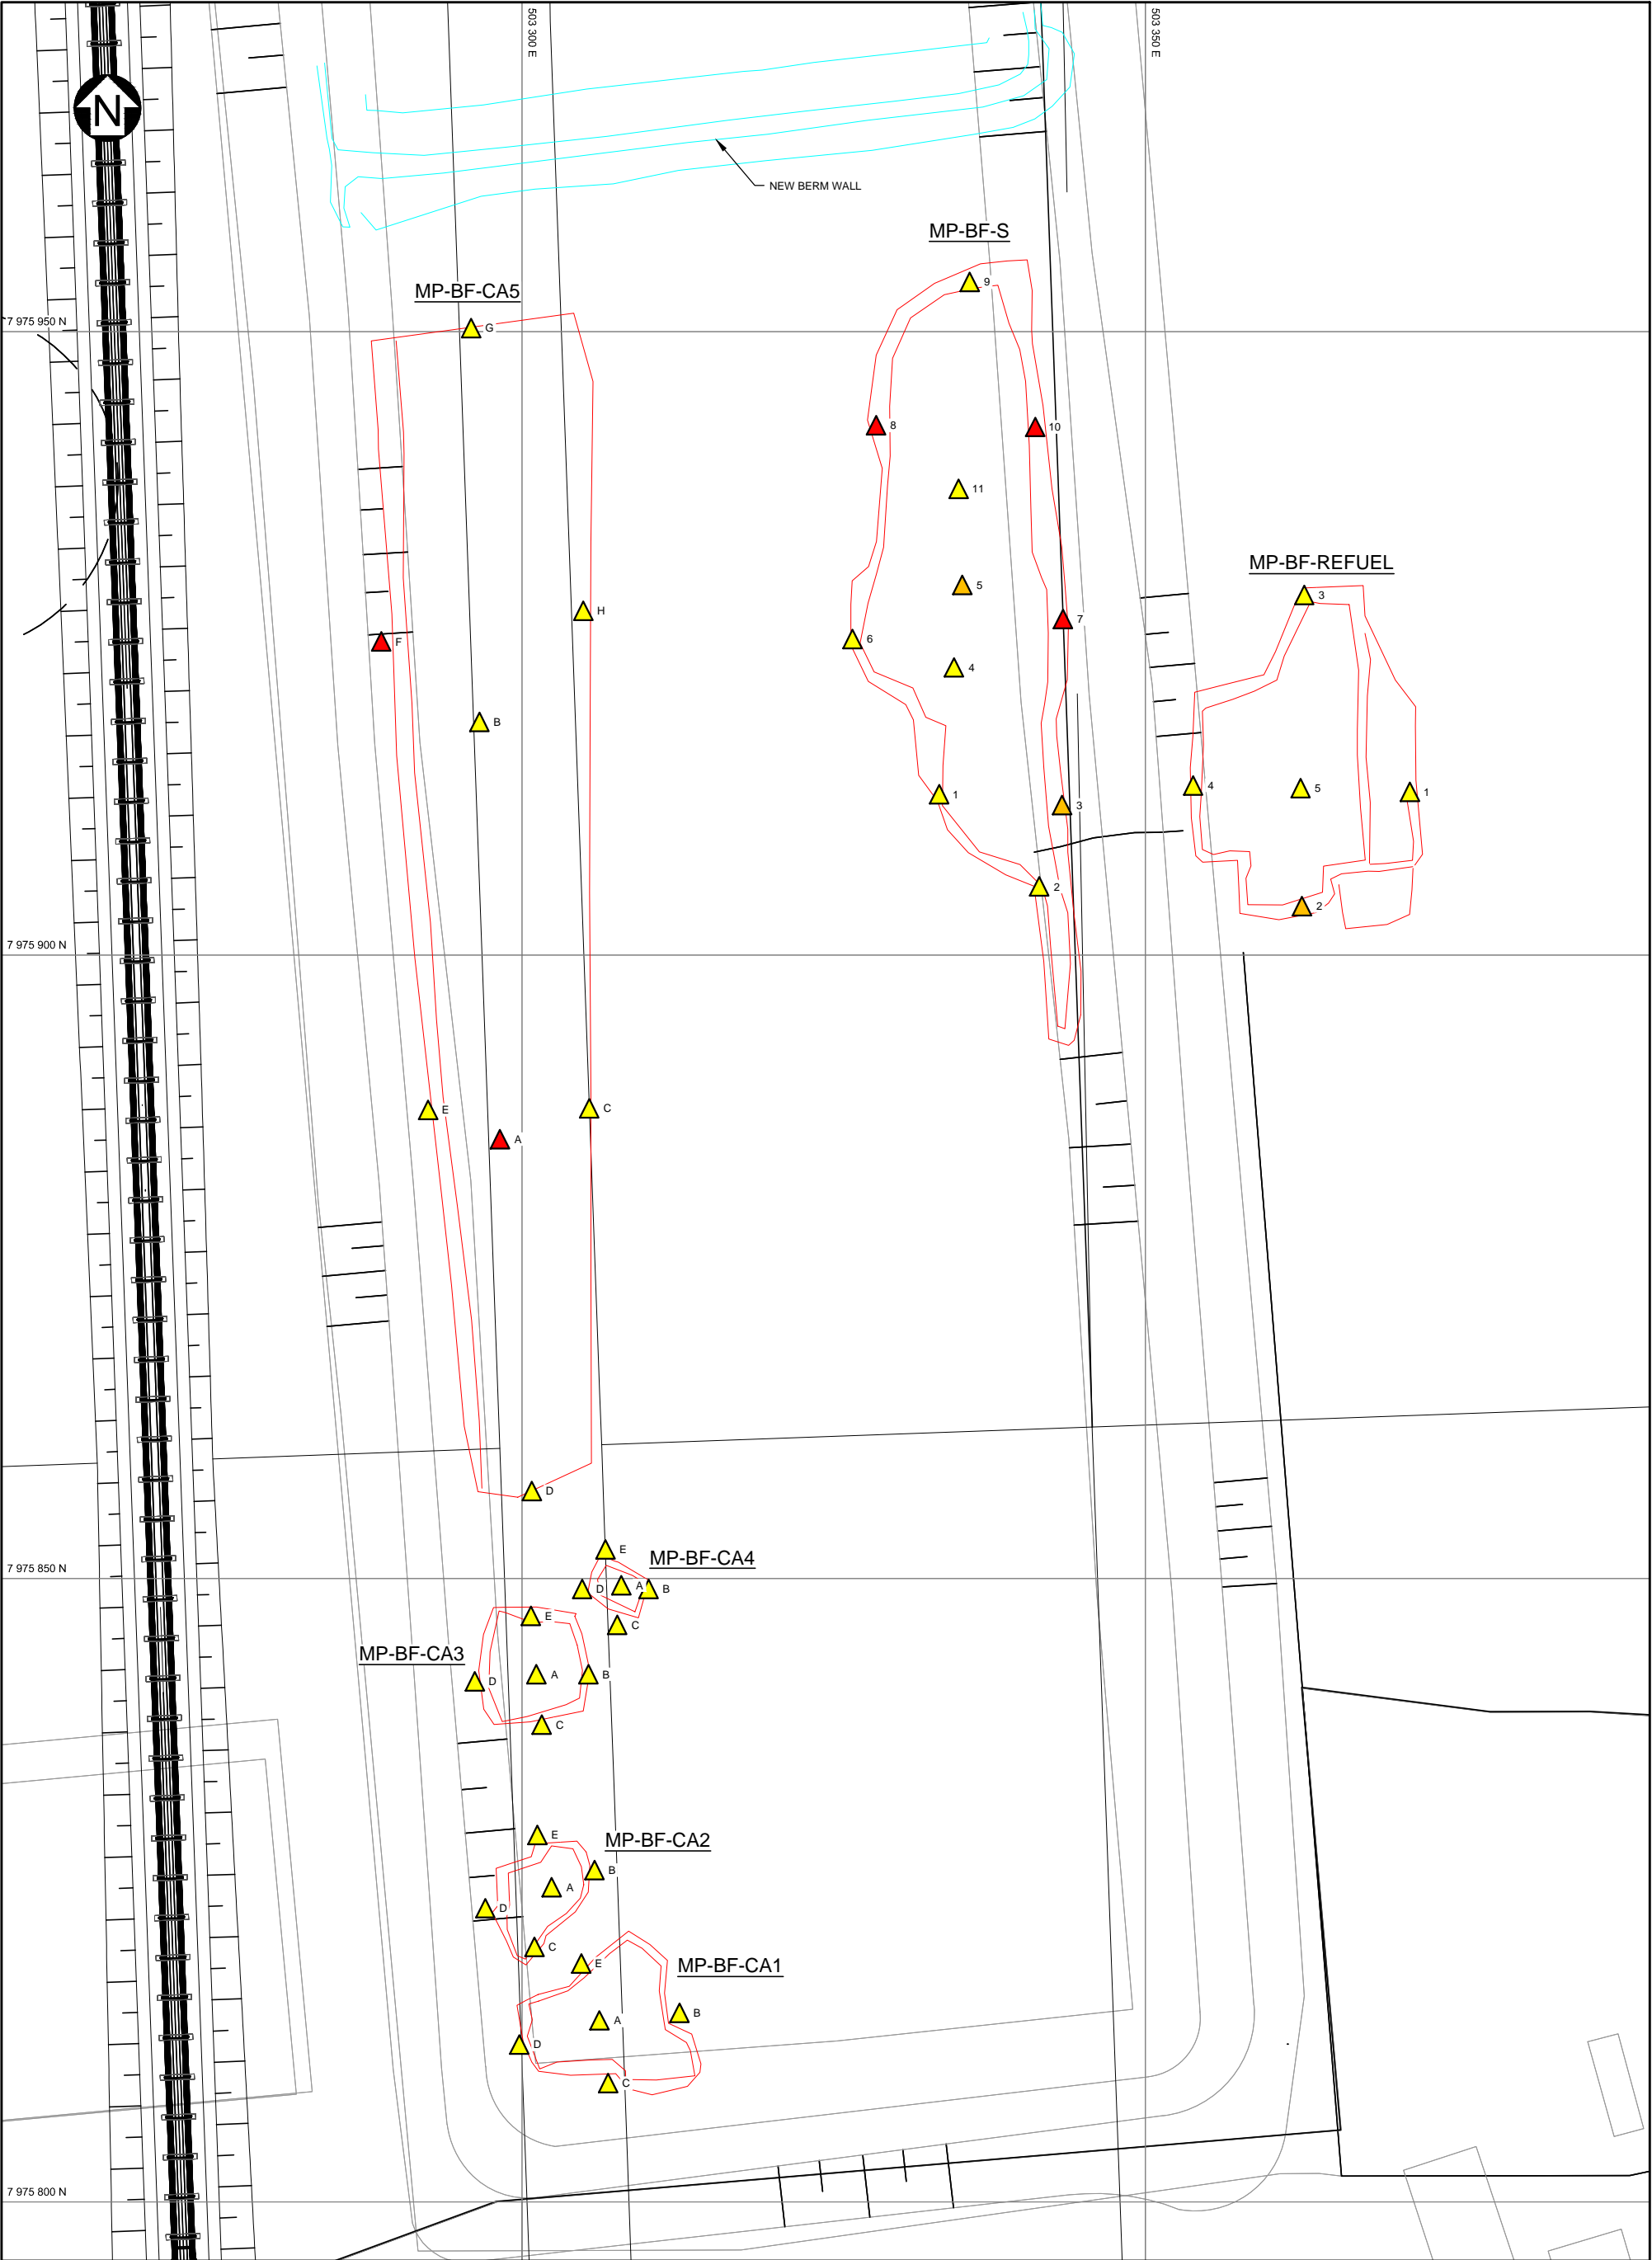 503 300 E
503 350 E
N
NEW BERM WALL
MP-BF-S
9
MP-BF-CA5
G
7 975 950 N
8
10
11
MP-BF-REFUEL
5
3
H
7
F
6
4
B
4
5
1
1
3
2
2
7 975 900 N
E
C
A
D
E
MP-BF-CA4
7 975 850 N
D
A
B
E
C
MP-BF-CA3
D
A
B
C
E
MP-BF-CA2
B
A
D
C
E
MP-BF-CA1
B
A
D
C
7 975 800 N